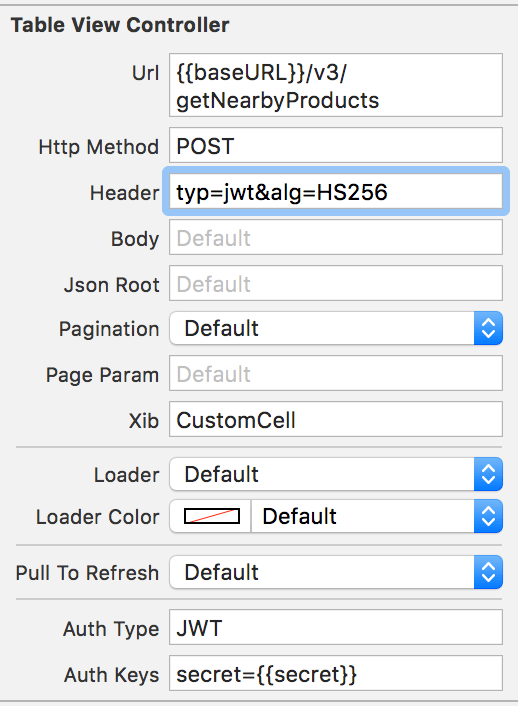 Table View Controller
Url {{baseURL}}/v3/
getNearbyProducts
Http Method POST
Header typ=jwt&alg=HS256
Body Default
Json Root Default
Pagination Default
Page Param Default
Xib CustomCell
Loader Default
Loader Color Default
Pull To Refresh Default
Auth Type JWT
Auth Keys secret={{secret}}